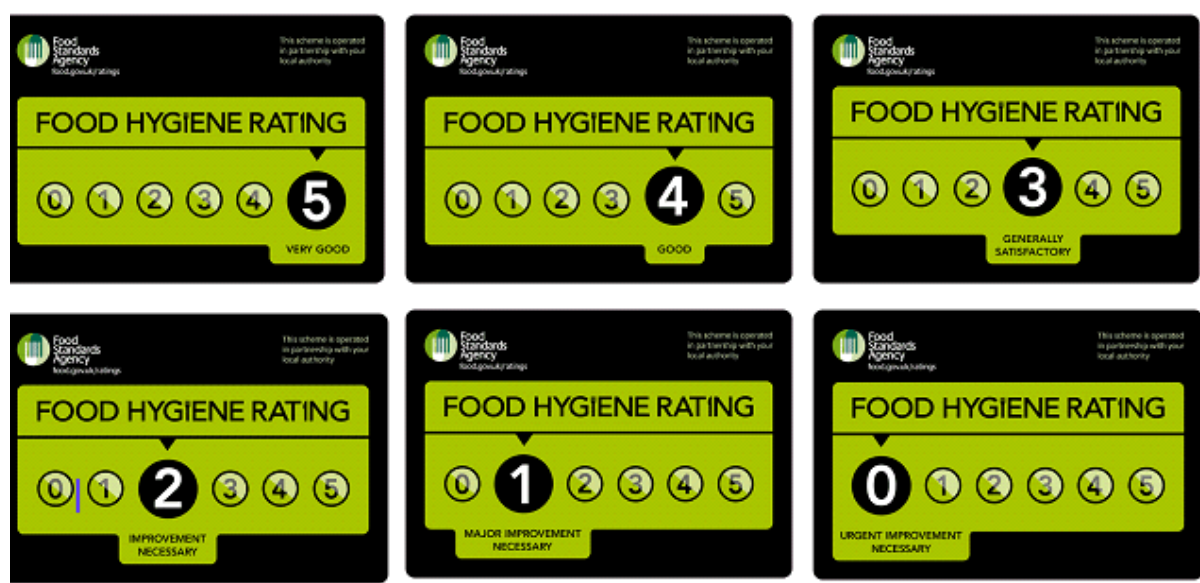 Food
Standards
Agency
food.gov.uk/ratings
This scheme is operated
in partnership with your
local authority
FOOD HYGIENE RATING
0 1 2 3 4 5
VERY GOOD
Food
Standards
Agency
food.gov.uk/ratings
This scheme is operated
in partnership with your
local authority
FOOD HYGIENE RATING
0 1 2 3 4 5
GOOD
Food
Standards
Agency
food.gov.uk/ratings
This scheme is operated
in partnership with your
local authority
FOOD HYGIENE RATING
0 1 2 3 4 5
GENERALLY
SATISFACTORY
Food
Standards
Agency
food.gov.uk/ratings
This scheme is operated
in partnership with your
local authority
FOOD HYGIENE RATING
0 1 2 3 4 5
IMPROVEMENT
NECESSARY
Food
Standards
Agency
food.gov.uk/ratings
This scheme is operated
in partnership with your
local authority
FOOD HYGIENE RATING
0 1 2 3 4 5
MAJOR IMPROVEMENT
NECESSARY
Food
Standards
Agency
food.gov.uk/ratings
This scheme is operated
in partnership with your
local authority
FOOD HYGIENE RATING
0 1 2 3 4 5
URGENT IMPROVEMENT
NECESSARY